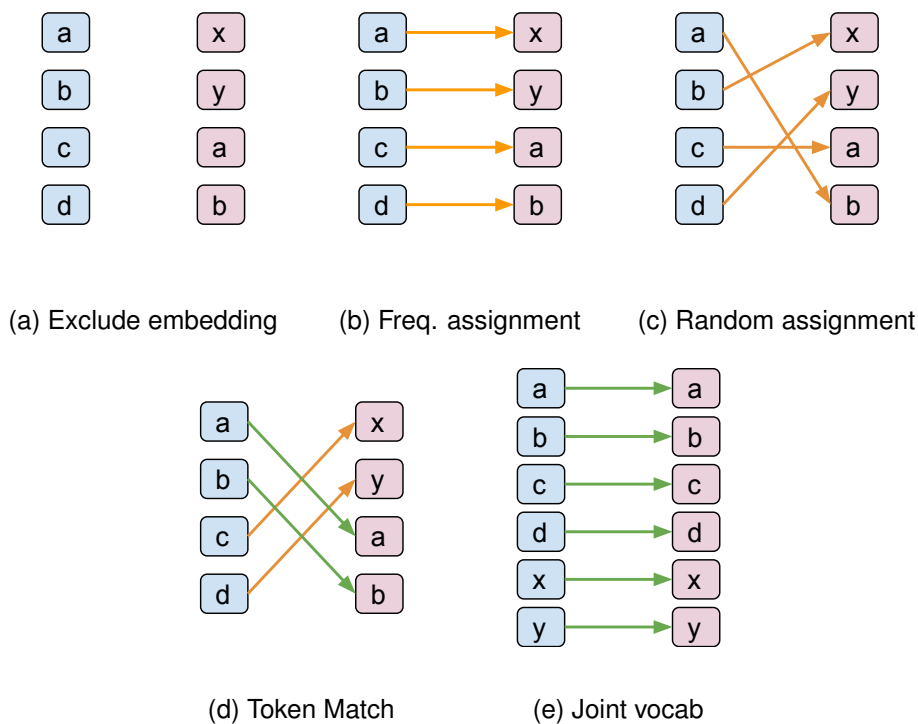 a x a x a x
b y b y b y
c a c a c a
d b d b d b
(a) Exclude embedding (b) Freq. assignment (c) Random assignment
a x a a
b y b b
c a c c
d b d d
x x
y y
(d) Token Match (e) Joint vocab